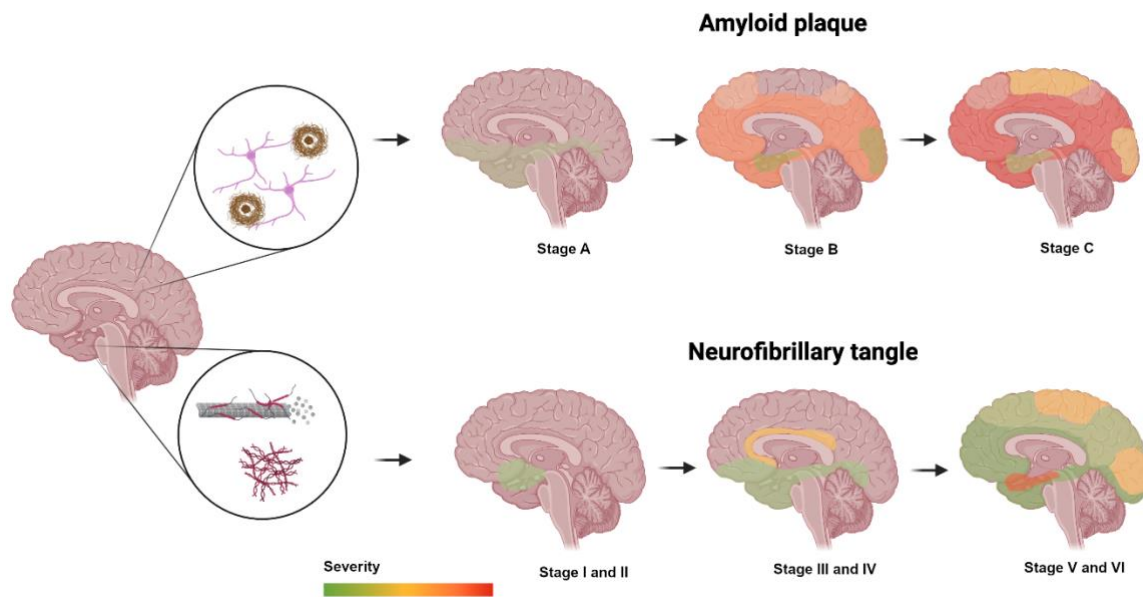 Amyloid plaque
Stage A
Stage B
Stage C
Neurofibrillary tangle
Stage I and II
Stage III and IV
Stage V and VI
Severity